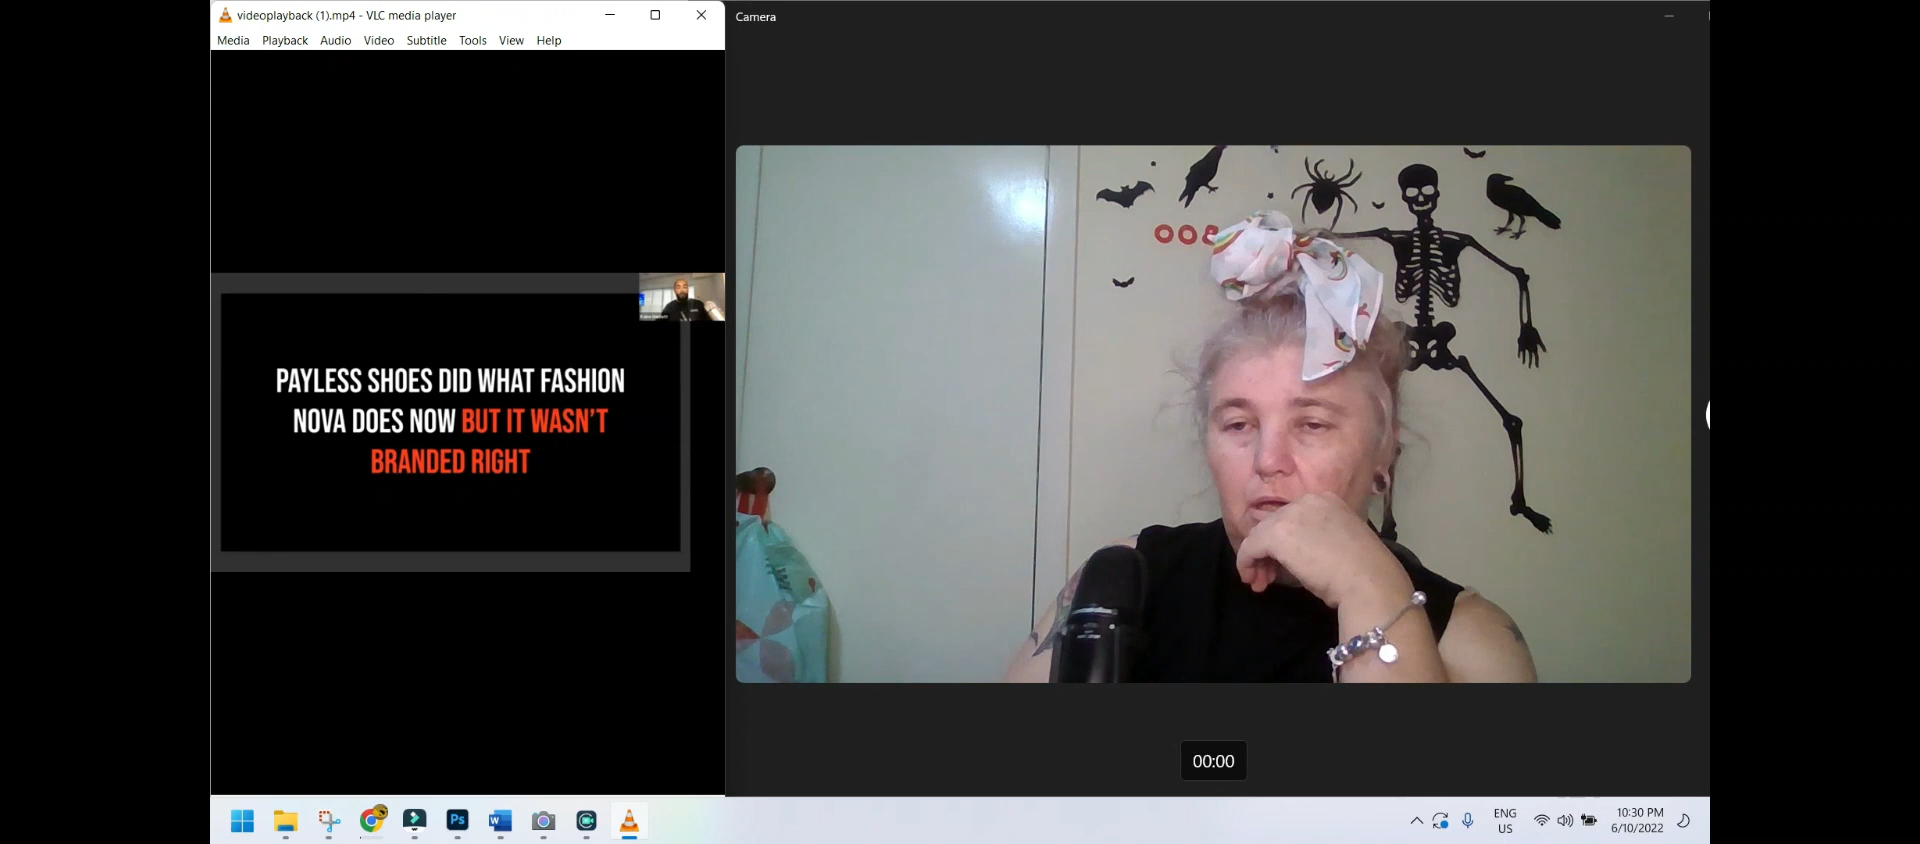 videoplayback (1).mp4 - VLC media player
Media Playback Audio Video Subtitle Tools View Help
Camera
PAYLESS SHOES DID WHAT FASHION
NOVA DOES NOW BUT IT WASN'T
BRANDED RIGHT
008
00:00
Ps
W
ENG
US
10:30 PM
6/10/2022